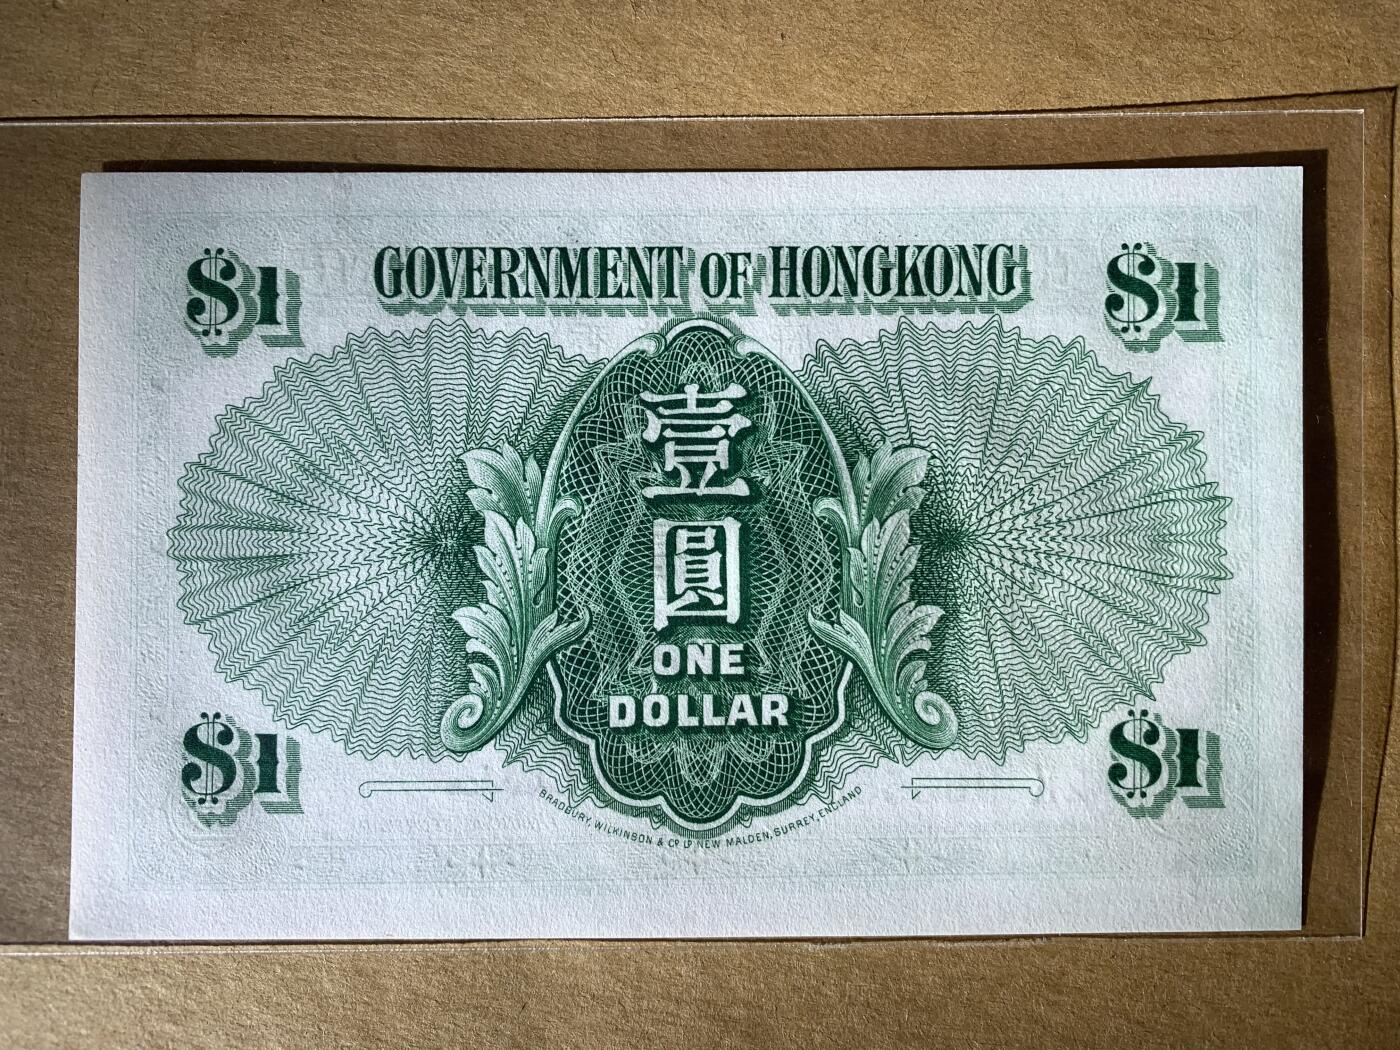 $1 GOVERNMENT OF HONGKONG $1
壹
圓
ONE
DOLLAR
$1 $1
BRADBURY, WILKINSON & Cº Lᴰ NEW MALDEN, SURREY, ENGLAND